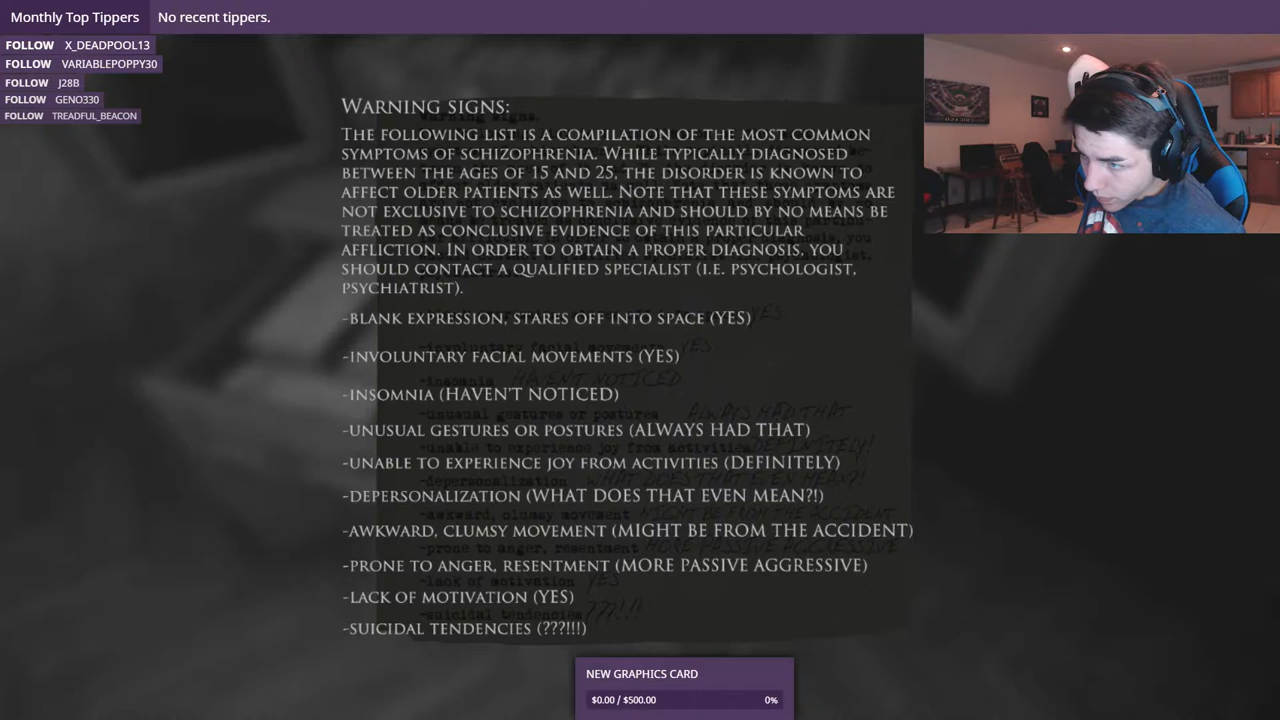 Monthly Top Tippers
No recent tippers.
FOLLOW X_DEADPOOL13
FOLLOW VARIABLEPOPPY30
FOLLOW J28B
FOLLOW GENO330
FOLLOW TREADFUL_BEACON
WARNING SIGNS:
THE FOLLOWING LIST IS A COMPILATION OF THE MOST COMMON
SYMPTOMS OF SCHIZOPHRENIA. WHILE TYPICALLY DIAGNOSED
BETWEEN THE AGES OF 15 AND 25, THE DISORDER IS KNOWN TO
AFFECT OLDER PATIENTS AS WELL. NOTE THAT THESE SYMPTOMS ARE
NOT EXCLUSIVE TO SCHIZOPHRENIA AND SHOULD BY NO MEANS BE
TREATED AS CONCLUSIVE EVIDENCE OF THIS PARTICULAR
AFFLICTION. IN ORDER TO OBTAIN A PROPER DIAGNOSIS, YOU
SHOULD CONTACT A QUALIFIED SPECIALIST (I.E. PSYCHOLOGIST,
PSYCHIATRIST).
-BLANK EXPRESSION, STARES OFF INTO SPACE (YES)
-INVOLUNTARY FACIAL MOVEMENTS (YES)
-INSOMNIA (HAVEN'T NOTICED)
-UNUSUAL GESTURES OR POSTURES (ALWAYS HAD THAT)
-UNABLE TO EXPERIENCE JOY FROM ACTIVITIES (DEFINITELY)
-DEPERSONALIZATION (WHAT DOES THAT EVEN MEAN?!)
-AWKWARD, CLUMSY MOVEMENT (MIGHT BE FROM THE ACCIDENT)
-PRONE TO ANGER, RESENTMENT (MORE PASSIVE AGGRESSIVE)
-LACK OF MOTIVATION (YES)
-SUICIDAL TENDENCIES (???!!!)
NEW GRAPHICS CARD
$0.00 / $500.00 0%